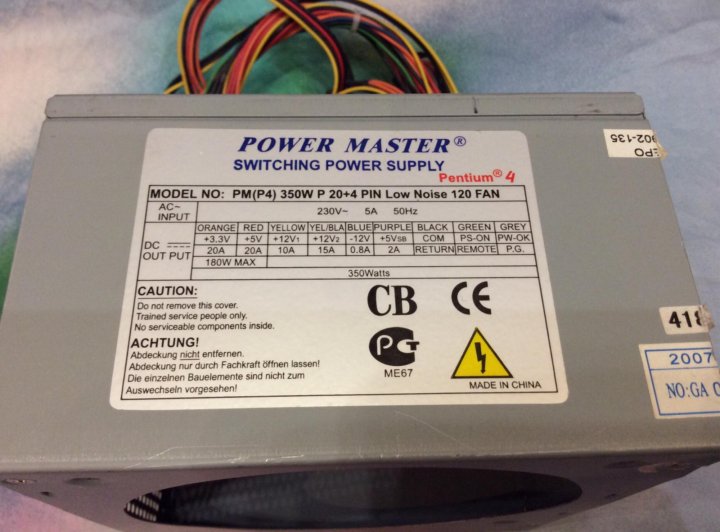 POWER MASTER®
SWITCHING POWER SUPPLY
Pentium® 4
MODEL NO: PM(P4) 350W P 20+4 PIN Low Noise 120 FAN
AC~ INPUT 230V~ 5A 50Hz
ORANGE RED YELLOW YEL/BLA BLUE PURPLE BLACK GREEN GREY
DC OUT PUT +3.3V +5V +12V1 +12V2 -12V +5VSB COM PS-ON PW-OK
20A 20A 10A 15A 0.8A 2A RETURN REMOTE P.G.
180W MAX
350Watts
CAUTION:
Do not remove this cover.
Trained service people only.
No serviceable components inside.
ACHTUNG!
Abdeckung nicht entfernen.
Abdeckung nur durch Fachkraft öffnen lassen!
Die einzelnen Bauelemente sind nicht zum
Auswechseln vorgesehen!
CB CE
РСТ
ME67
MADE IN CHINA
EPO
902-135
418
2007
NO:GA